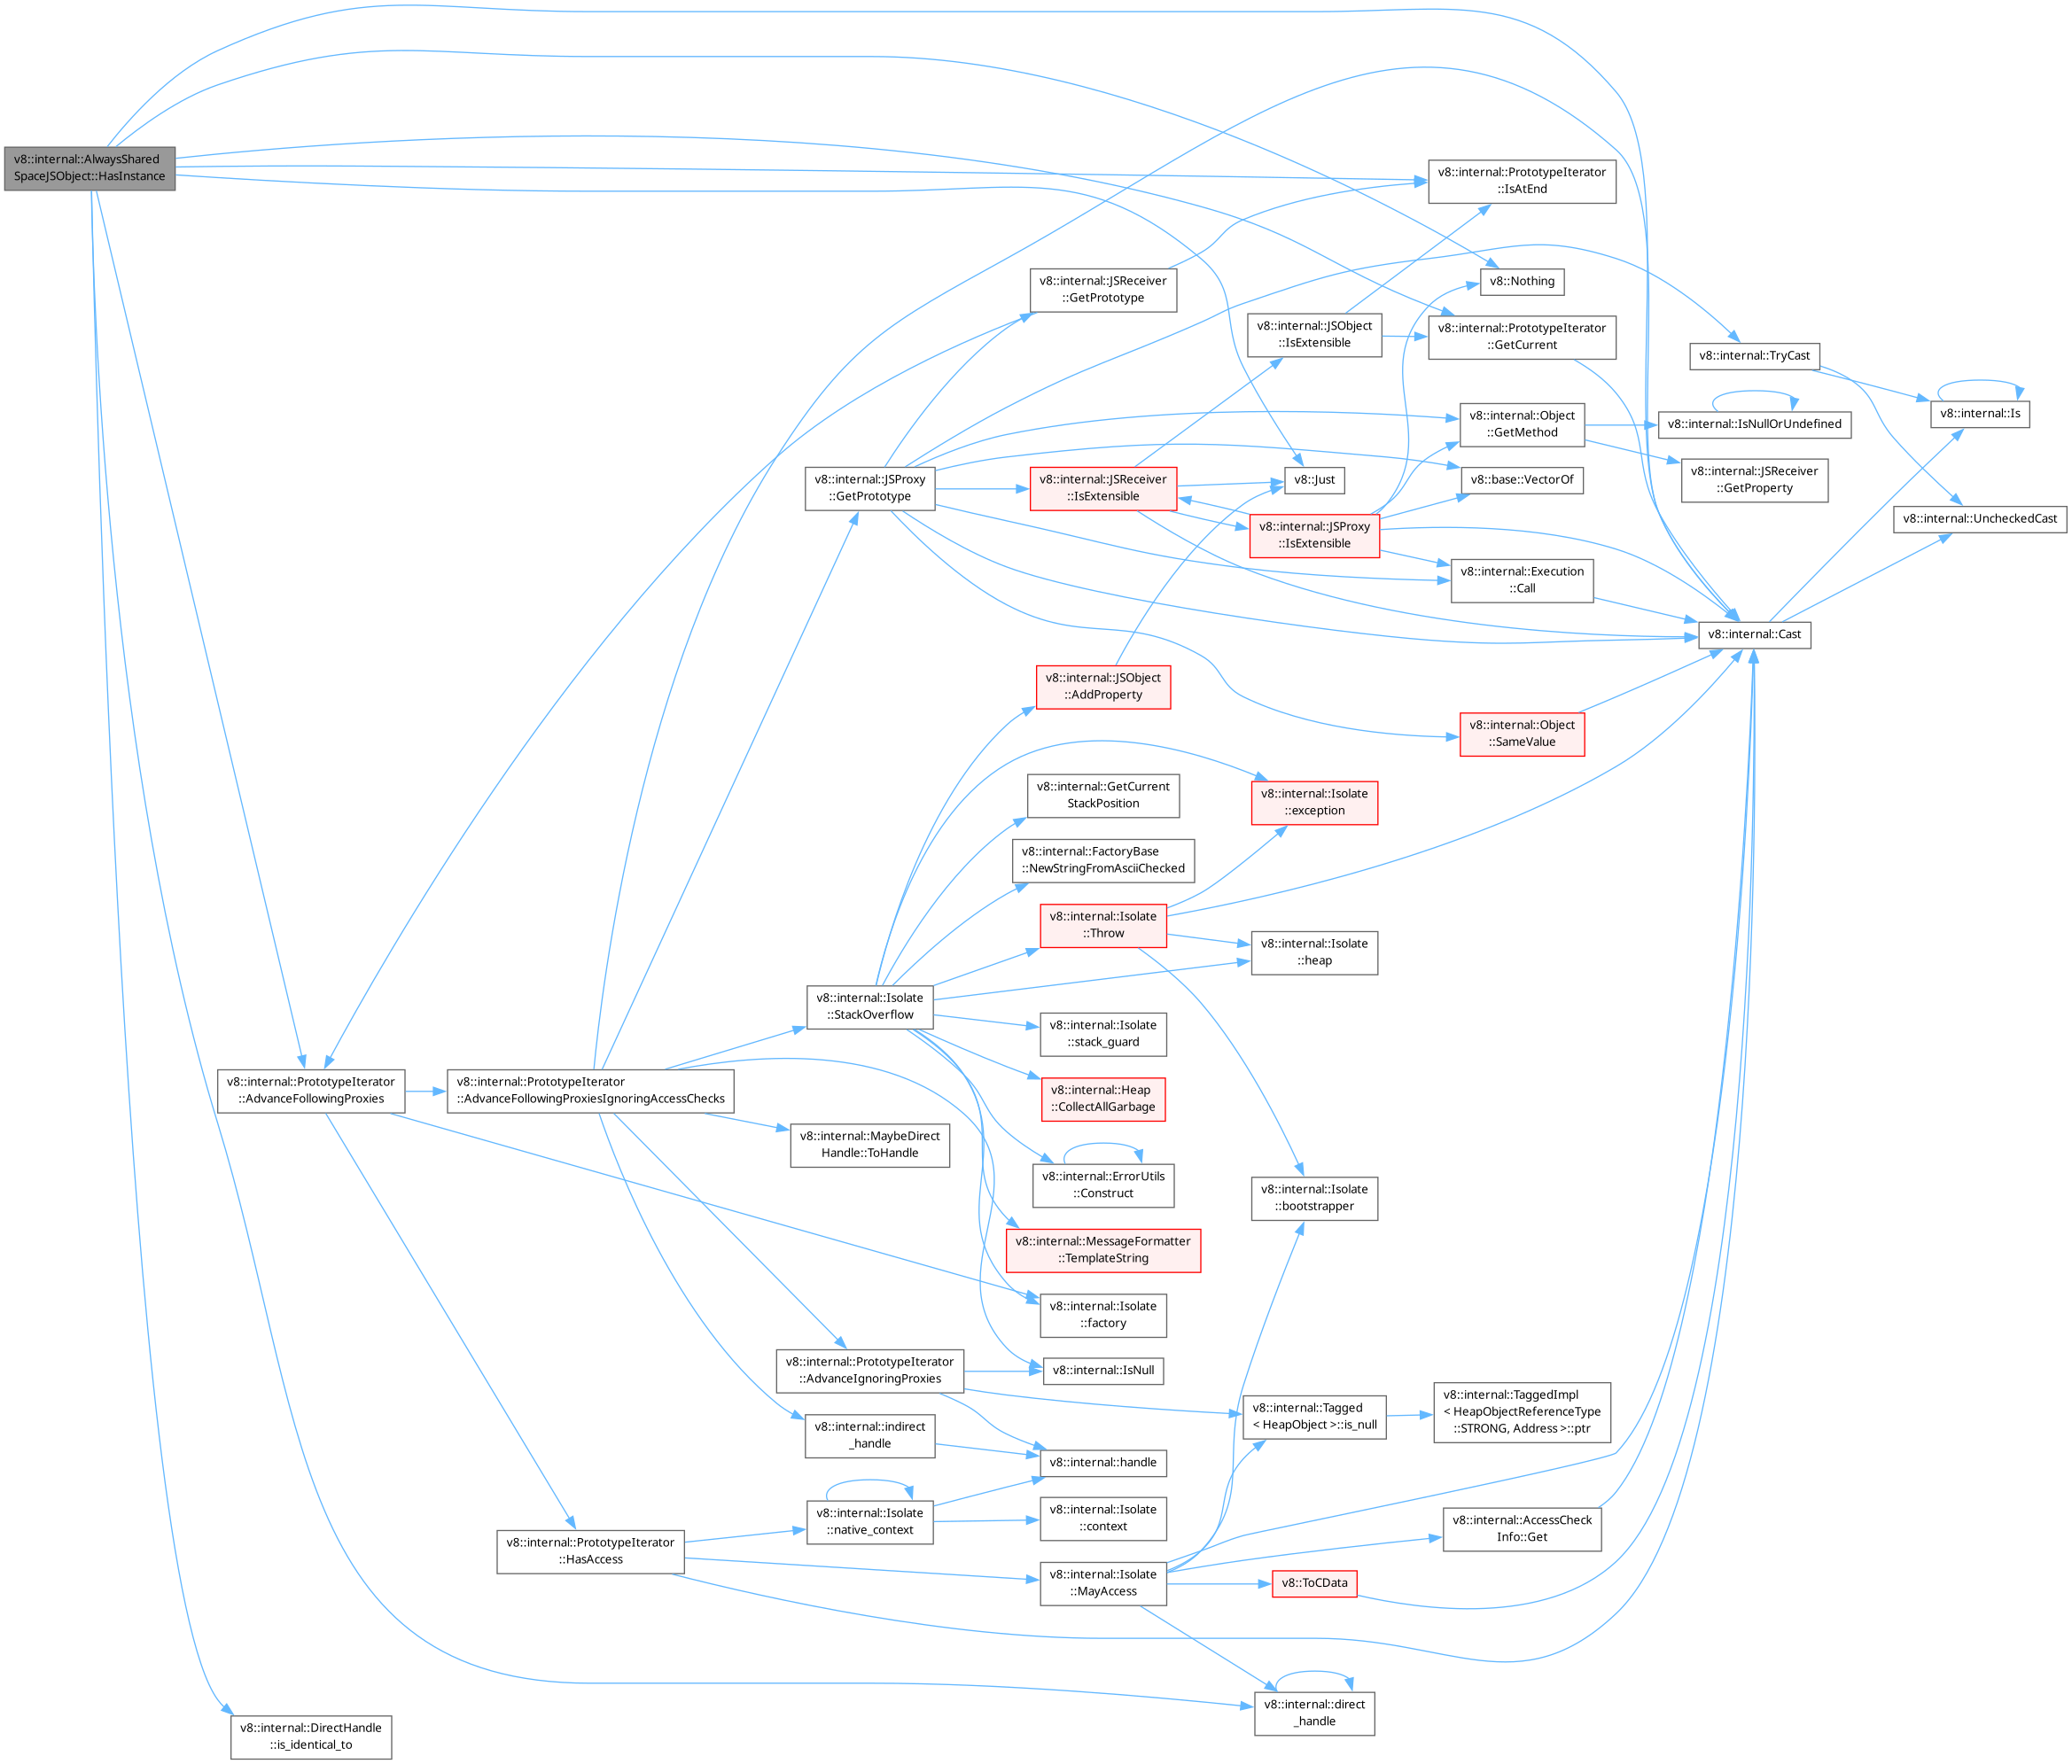 v8::internal::AlwaysShared
SpaceJSObject::HasInstance
v8::internal::PrototypeIterator
::IsAtEnd
v8::internal::JSReceiver
::GetPrototype
v8::Nothing
v8::internal::JSObject
::IsExtensible
v8::internal::PrototypeIterator
::GetCurrent
v8::internal::TryCast
v8::internal::Is
v8::internal::Object
::GetMethod
v8::internal::IsNullOrUndefined
v8::internal::JSProxy
::GetPrototype
v8::internal::JSReceiver
::IsExtensible
v8::Just
v8::base::VectorOf
v8::internal::JSReceiver
::GetProperty
v8::internal::JSProxy
::IsExtensible
v8::internal::UncheckedCast
v8::internal::Execution
::Call
v8::internal::Cast
v8::internal::JSObject
::AddProperty
v8::internal::Object
::SameValue
v8::internal::GetCurrent
StackPosition
v8::internal::Isolate
::exception
v8::internal::FactoryBase
::NewStringFromAsciiChecked
v8::internal::Isolate
::Throw
v8::internal::Isolate
::heap
v8::internal::Isolate
::StackOverflow
v8::internal::Isolate
::stack_guard
v8::internal::PrototypeIterator
::AdvanceFollowingProxies
v8::internal::PrototypeIterator
::AdvanceFollowingProxiesIgnoringAccessChecks
v8::internal::Heap
::CollectAllGarbage
v8::internal::MaybeDirect
Handle::ToHandle
v8::internal::ErrorUtils
::Construct
v8::internal::Isolate
::bootstrapper
v8::internal::MessageFormatter
::TemplateString
v8::internal::Isolate
::factory
v8::internal::PrototypeIterator
::AdvanceIgnoringProxies
v8::internal::IsNull
v8::internal::Tagged
< HeapObject >::is_null
v8::internal::TaggedImpl
< HeapObjectReferenceType
::STRONG, Address >::ptr
v8::internal::indirect
_handle
v8::internal::handle
v8::internal::Isolate
::native_context
v8::internal::Isolate
::context
v8::internal::AccessCheck
Info::Get
v8::internal::PrototypeIterator
::HasAccess
v8::internal::Isolate
::MayAccess
v8::ToCData
v8::internal::direct
_handle
v8::internal::DirectHandle
::is_identical_to